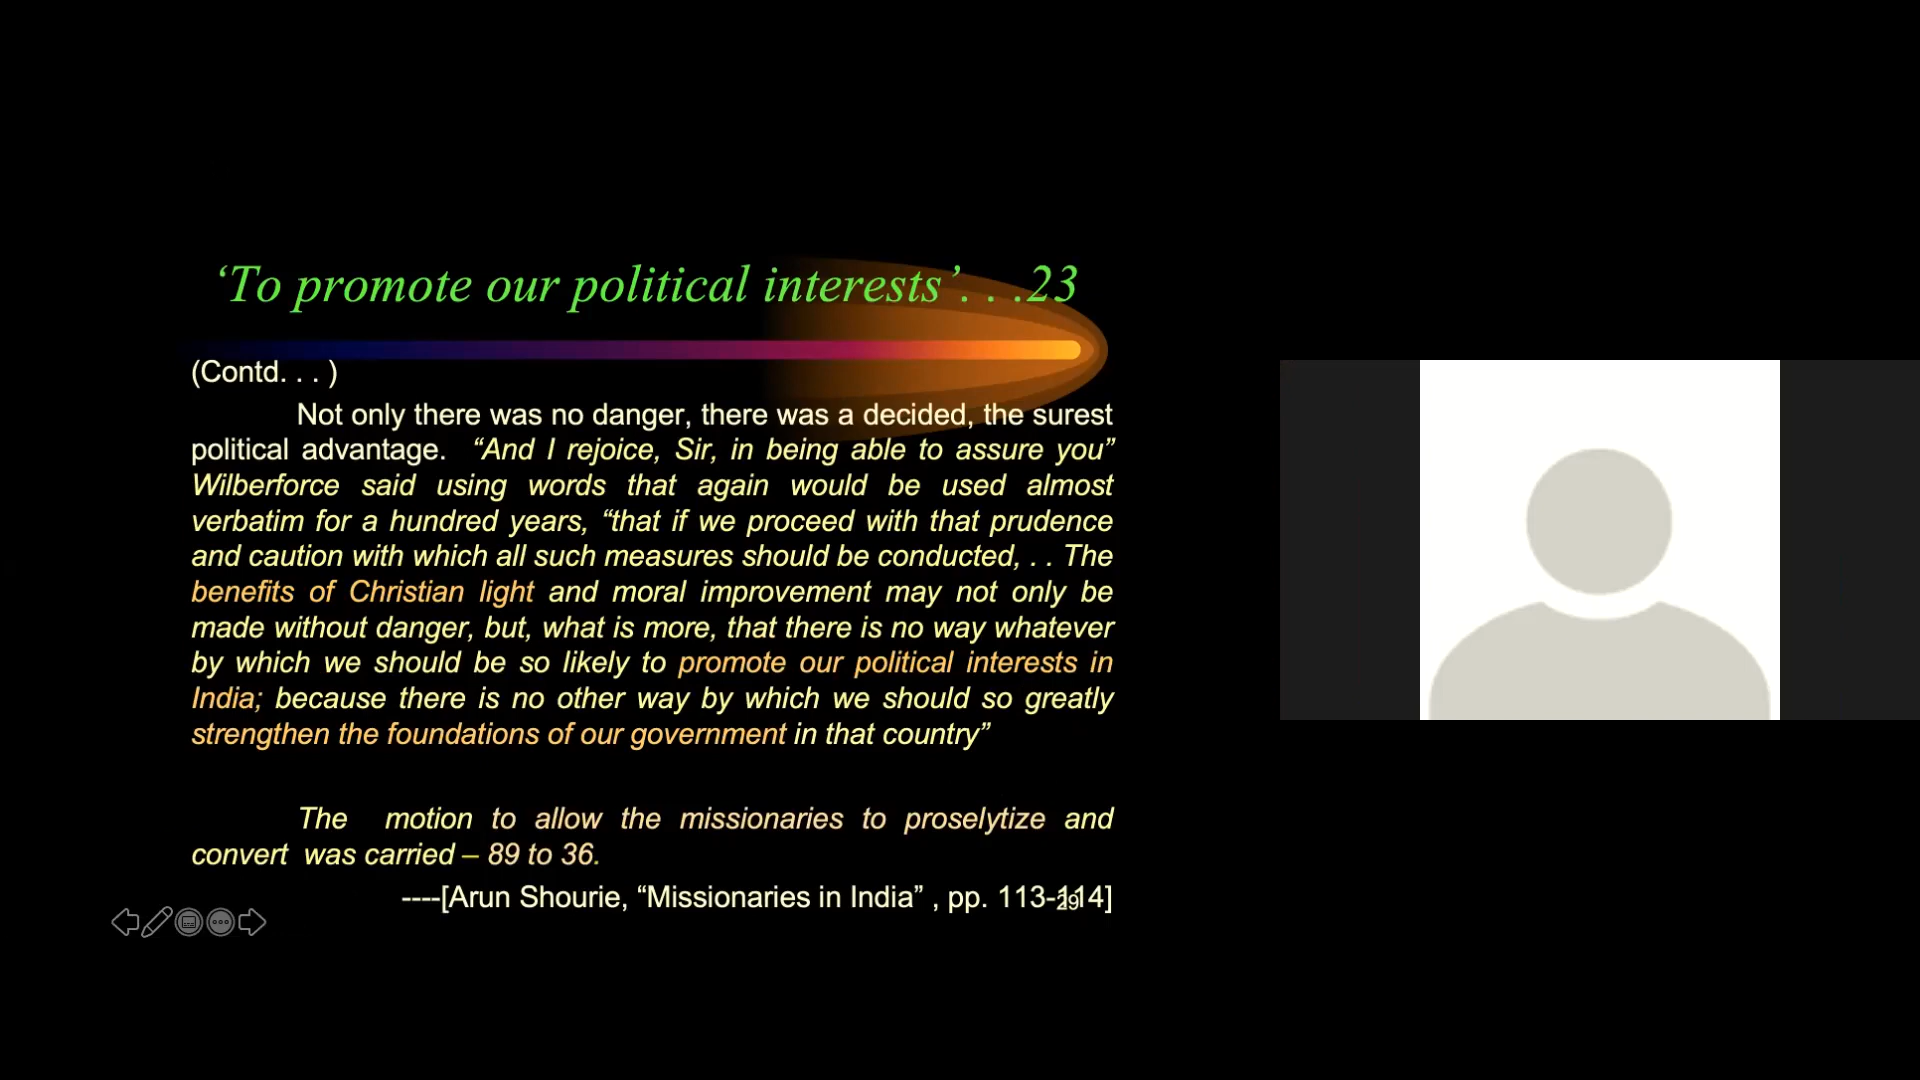 ‘To promote our political interests’. . .23
(Contd. . . )
Not only there was no danger, there was a decided, the surest
political advantage. “And I rejoice, Sir, in being able to assure you”
Wilberforce said using words that again would be used almost
verbatim for a hundred years, “that if we proceed with that prudence
and caution with which all such measures should be conducted, . . The
benefits of Christian light and moral improvement may not only be
made without danger, but, what is more, that there is no way whatever
by which we should be so likely to promote our political interests in
India; because there is no other way by which we should so greatly
strengthen the foundations of our government in that country”
The motion to allow the missionaries to proselytize and
convert was carried – 89 to 36.
----[Arun Shourie, “Missionaries in India” , pp. 113-114]
29